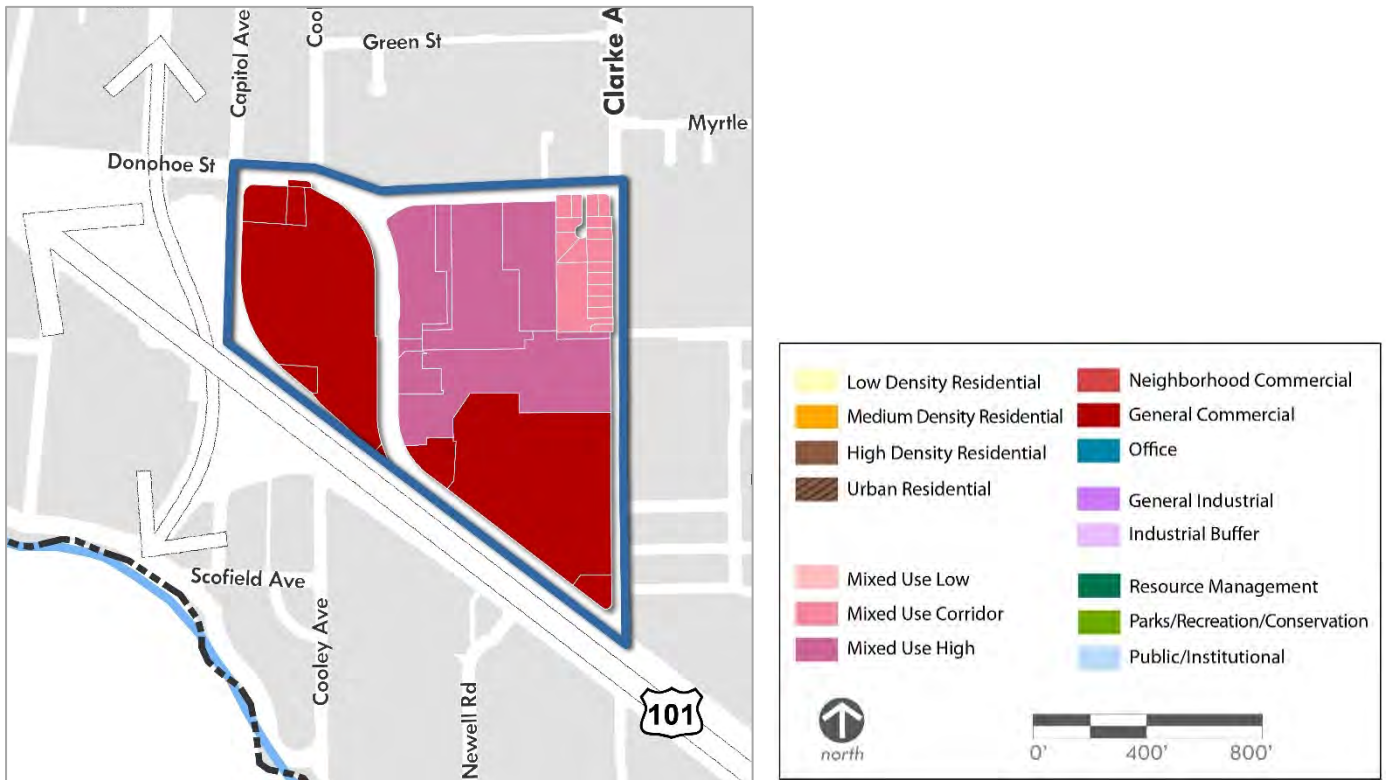 Capitol Ave
Cool
Green St
Clarke A
Myrtle
Donohoe St
Scofield Ave
Cooley Ave
Newell Rd
101
Low Density Residential
Medium Density Residential
High Density Residential
Urban Residential
Mixed Use Low
Mixed Use Corridor
Mixed Use High
Neighborhood Commercial
General Commercial
Office
General Industrial
Industrial Buffer
Resource Management
Parks/Recreation/Conservation
Public/Institutional
north
0' 400' 800'